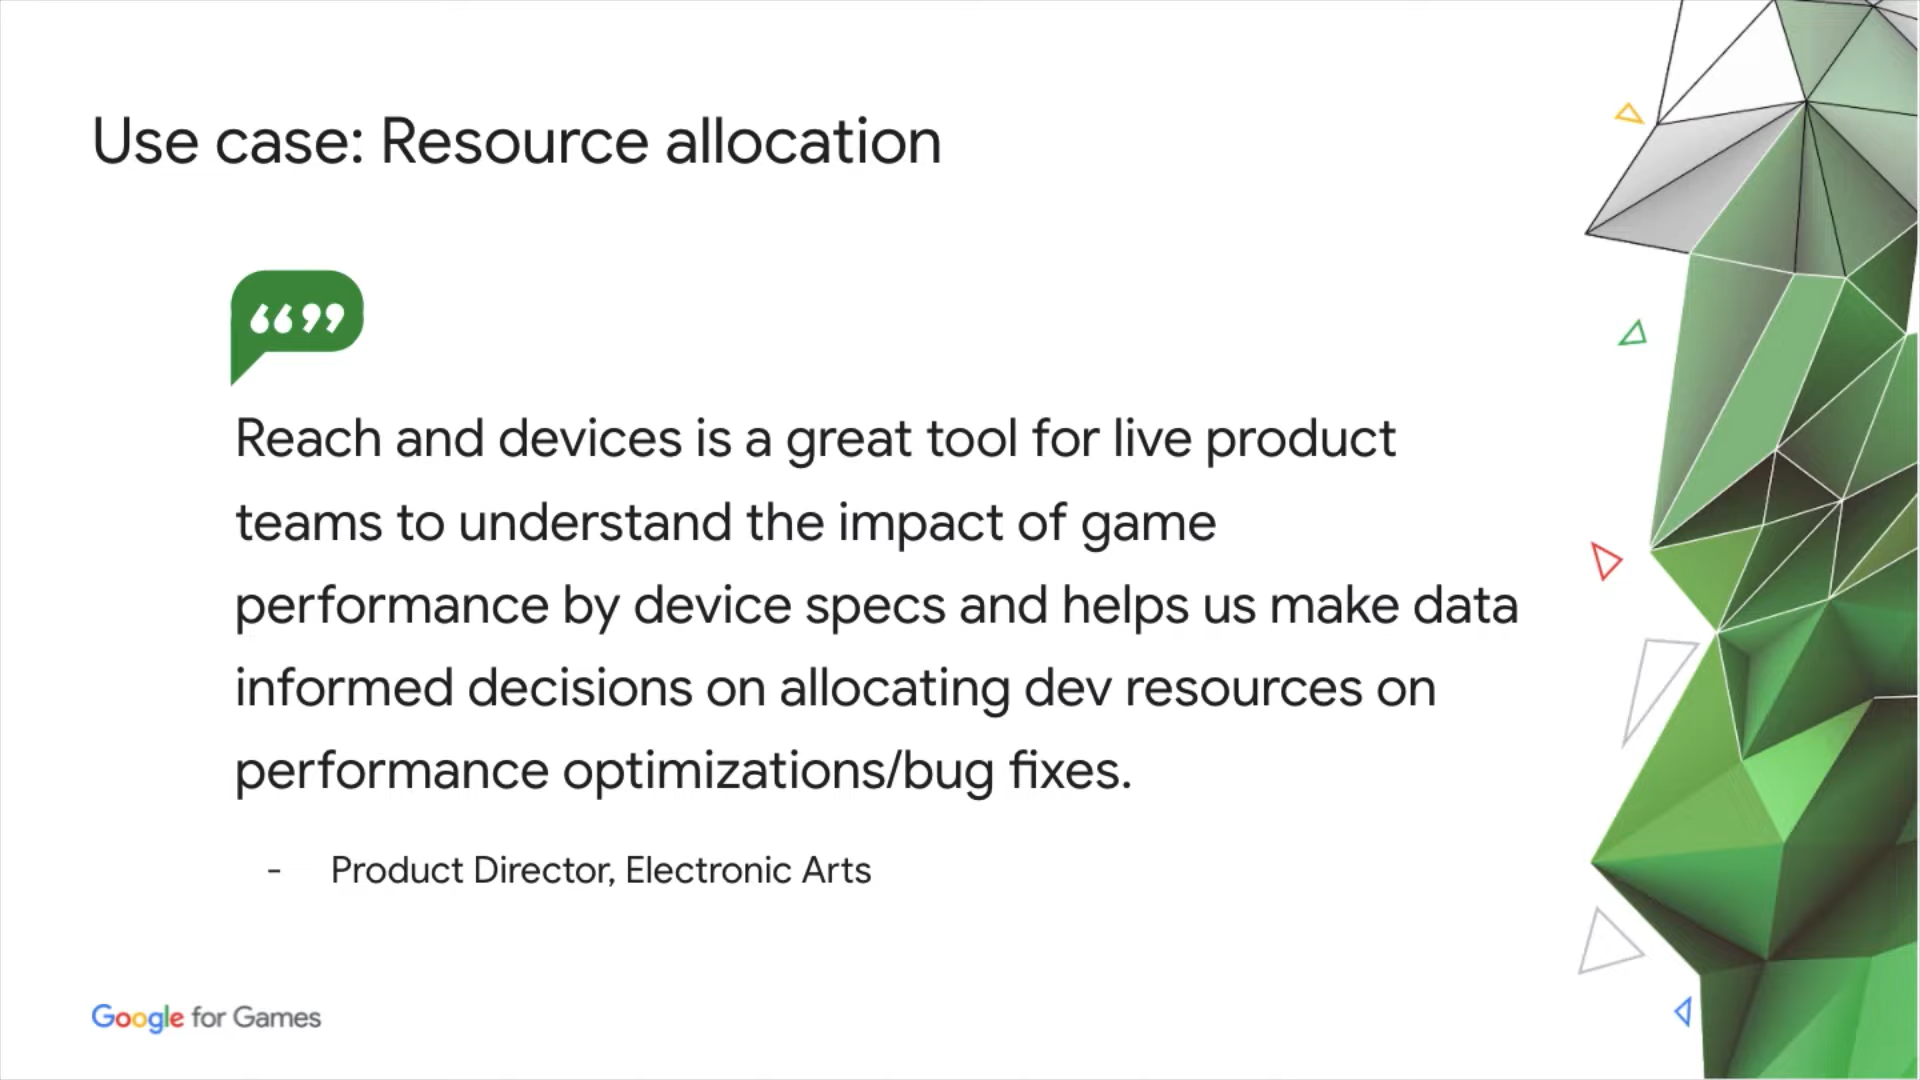 Use case: Resource allocation
“”
Reach and devices is a great tool for live product
teams to understand the impact of game
performance by device specs and helps us make data
informed decisions on allocating dev resources on
performance optimizations/bug fixes.
- Product Director, Electronic Arts
Google for Games